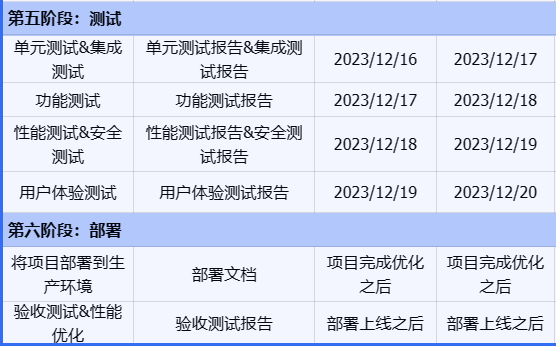 第五阶段：测试
单元测试&集成
测试
单元测试报告&集成测
试报告
2023/12/16
2023/12/17
功能测试
功能测试报告
2023/12/17
2023/12/18
性能测试&安全
测试
性能测试报告&安全测
试报告
2023/12/18
2023/12/19
用户体验测试
用户体验测试报告
2023/12/19
2023/12/20
第六阶段：部署
将项目部署到生
产环境
部署文档
项目完成优化
之后
项目完成优化
之后
验收测试&性能
优化
验收测试报告
部署上线之后
部署上线之后